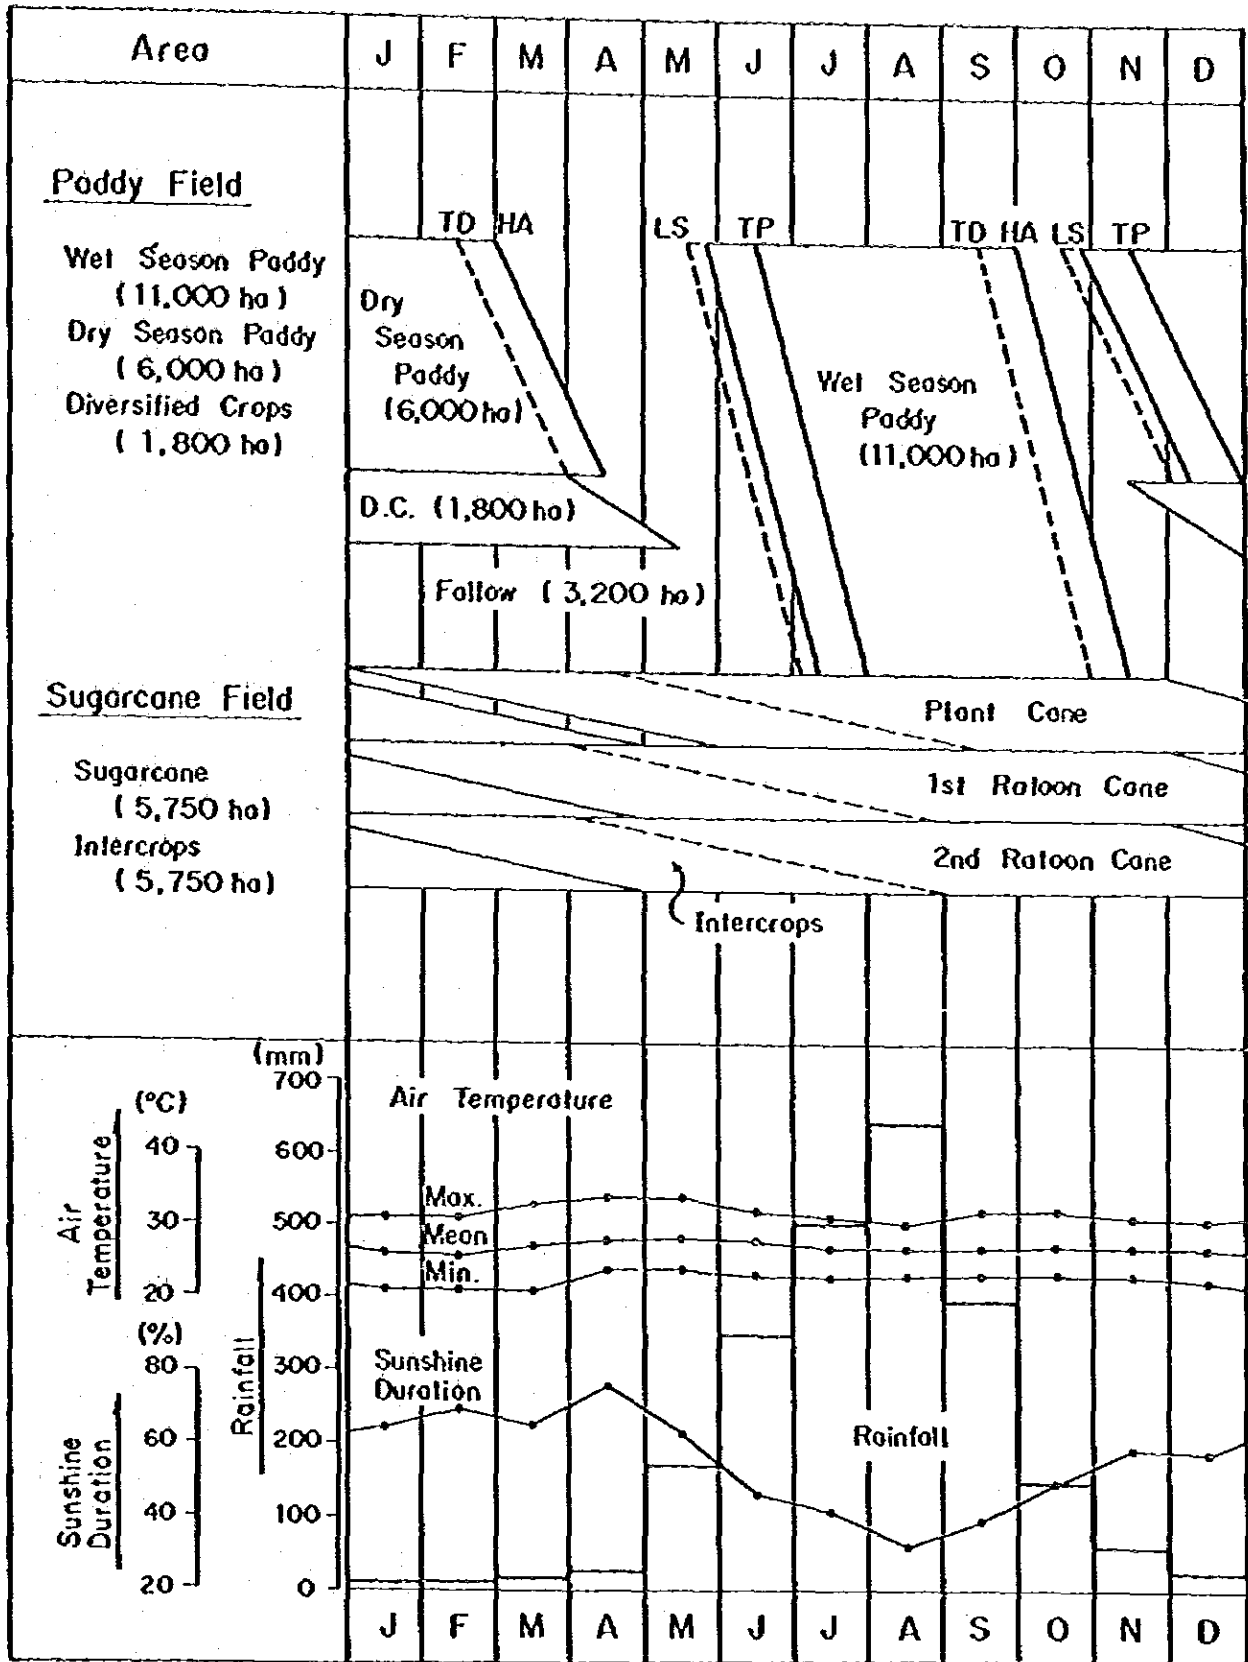 Area J F M A M J J A S O N D
Paddy Field
TD HA LS TP TD HA LS TP
Wet Season Paddy
(11,000 ha)
Dry Season Paddy
(6,000 ha)
Diversified Crops
(1,800 ha)
Dry
Season
Paddy
(6,000 ha)
Wet Season
Paddy
(11,000 ha)
D.C. (1,800 ha)
Fallow (3,200 ha)
Sugarcane Field
Plant Cane
Sugarcane
(5,750 ha)
1st Ratoon Cane
Intercrops
(5,750 ha)
2nd Ratoon Cane
Intercrops
(mm)
700
600
500
400
300
200
100
0
Air Temperature
(°C)
40
30
20
Air Temperature
Max.
Mean
Min.
(%)
80
60
40
20
Sunshine Duration
Rainfall
Sunshine
Duration
Rainfall
J F M A M J J A S O N D